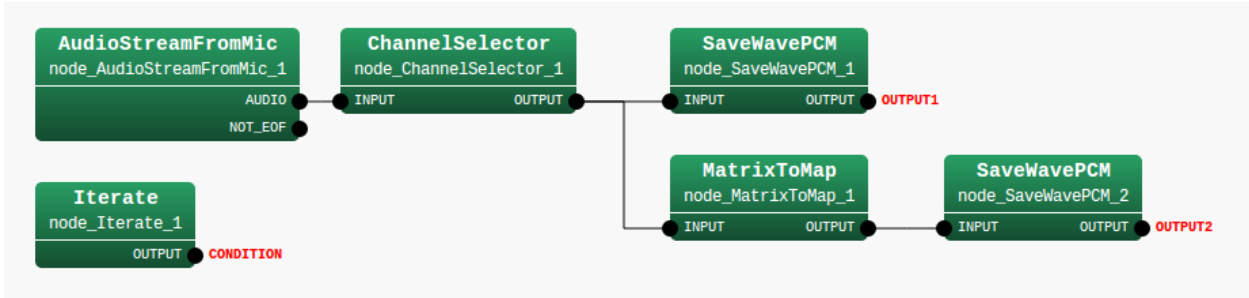 AudioStreamFromMic
node_AudioStreamFromMic_1
AUDIO
NOT_EOF
ChannelSelector
node_ChannelSelector_1
INPUT OUTPUT
SaveWavePCM
node_SaveWavePCM_1
INPUT OUTPUT OUTPUT1
Iterate
node_Iterate_1
OUTPUT CONDITION
MatrixToMap
node_MatrixToMap_1
INPUT OUTPUT
SaveWavePCM
node_SaveWavePCM_2
INPUT OUTPUT OUTPUT2